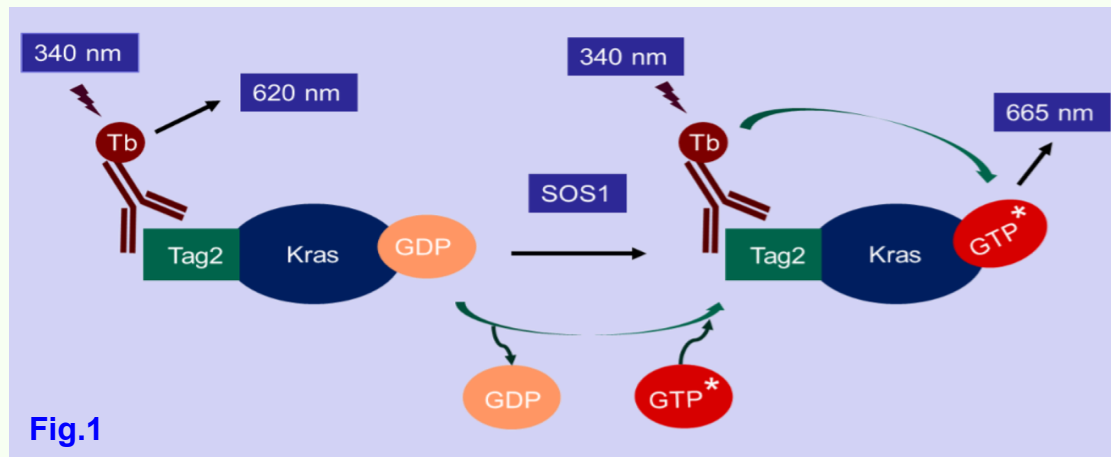 340 nm
620 nm
Tb
Tag2
Kras
GDP
SOS1
340 nm
665 nm
Tb
Tag2
Kras
GTP*
GDP
GTP*
Fig.1